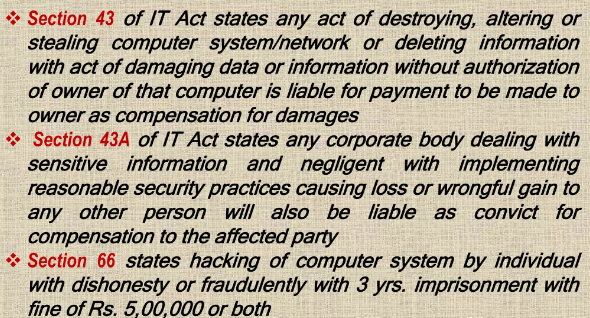 ❖ Section 43 of IT Act states any act of destroying, altering or
stealing computer system/network or deleting information
with act of damaging data or information without authorization
of owner of that computer is liable for payment to be made to
owner as compensation for damages
❖ Section 43A of IT Act states any corporate body dealing with
sensitive information and negligent with implementing
reasonable security practices causing loss or wrongful gain to
any other person will also be liable as convict for
compensation to the affected party
❖ Section 66 states hacking of computer system by individual
with dishonesty or fraudulently with 3 yrs. imprisonment with
fine of Rs. 5,00,000 or both